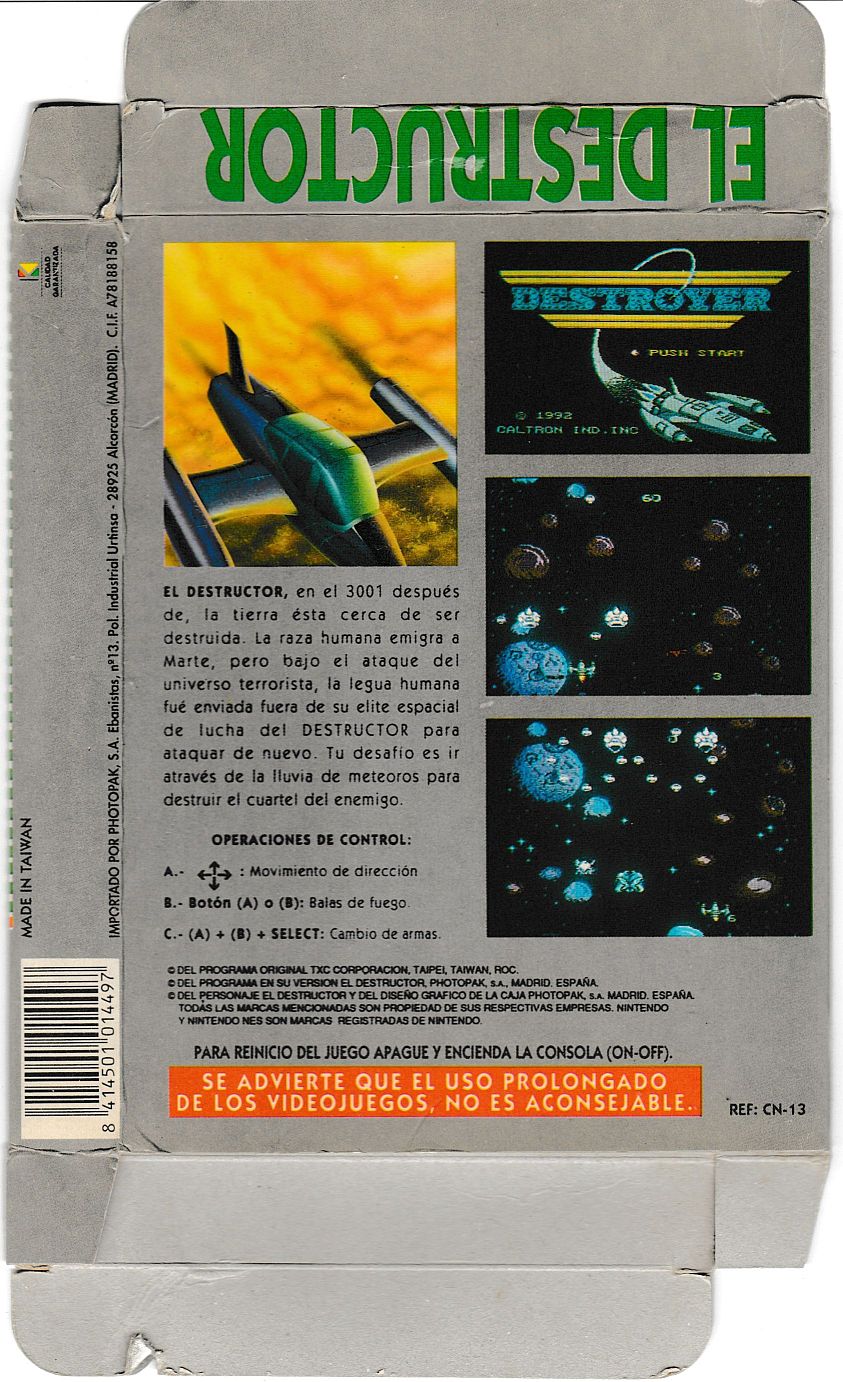 EL DESTRUCTOR
CALIDAD
GARANTIZADA
DESTROYER
PUSH START
© 1992
CALTRON IND.INC
60
3
6
EL DESTRUCTOR, en el 3001 después
de, la tierra ésta cerca de ser
destruida. La raza humana emigra a
Marte, pero bajo el ataque del
universo terrorista, la legua humana
fué enviada fuera de su elite espacial
de lucha del DESTRUCTOR para
ataquar de nuevo. Tu desafío es ir
através de la lluvia de meteoros para
destruir el cuartel del enemigo.
OPERACIONES DE CONTROL:
A.- : Movimiento de dirección
B.- Botón (A) o (B): Balas de fuego.
C.- (A) + (B) + SELECT: Cambio de armas.
© DEL PROGRAMA ORIGINAL TXC CORPORACION, TAIPEI, TAIWAN, ROC.
© DEL PROGRAMA EN SU VERSION EL DESTRUCTOR, PHOTOPAK, S.A., MADRID. ESPAÑA.
© DEL PERSONAJE EL DESTRUCTOR Y DEL DISEÑO GRAFICO DE LA CAJA PHOTOPAK, S.A. MADRID. ESPAÑA.
TODAS LAS MARCAS MENCIONADAS SON PROPIEDAD DE SUS RESPECTIVAS EMPRESAS. NINTENDO
Y NINTENDO NES SON MARCAS REGISTRADAS DE NINTENDO.
PARA REINICIO DEL JUEGO APAGUE Y ENCIENDA LA CONSOLA (ON-OFF).
SE ADVIERTE QUE EL USO PROLONGADO
DE LOS VIDEOJUEGOS, NO ES ACONSEJABLE.
REF: CN-13
MADE IN TAIWAN
IMPORTADO POR PHOTOPAK, S.A. Ebanistas, nº13. Pol. Industrial Urtinsa - 28925 Alcorcón (MADRID). C.I.F. A78188158
8 414501 014497